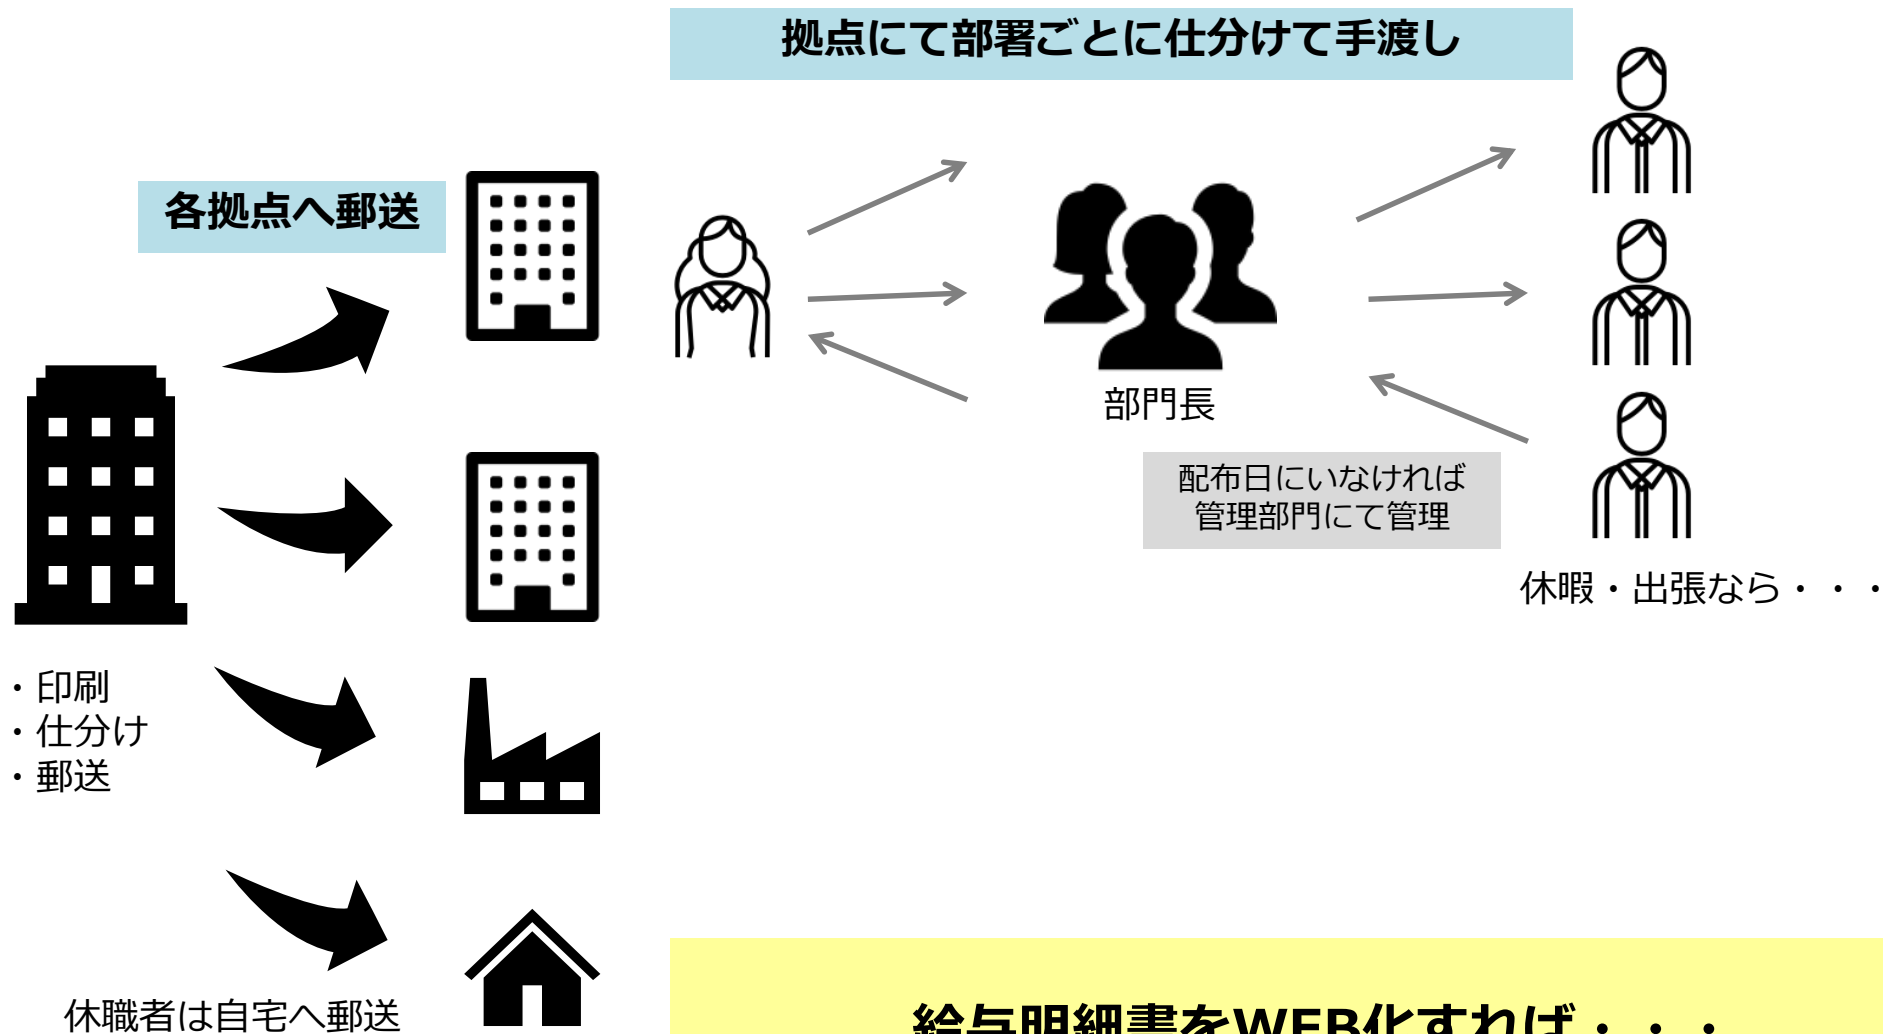 拠点にて部署ごとに仕分けて手渡し
各拠点へ郵送
部門長
配布日にいなければ
管理部門にて管理
休暇・出張なら・・・
・印刷
・仕分け
・郵送
休職者は自宅へ郵送
給与明細書をWEB化すれば・・・